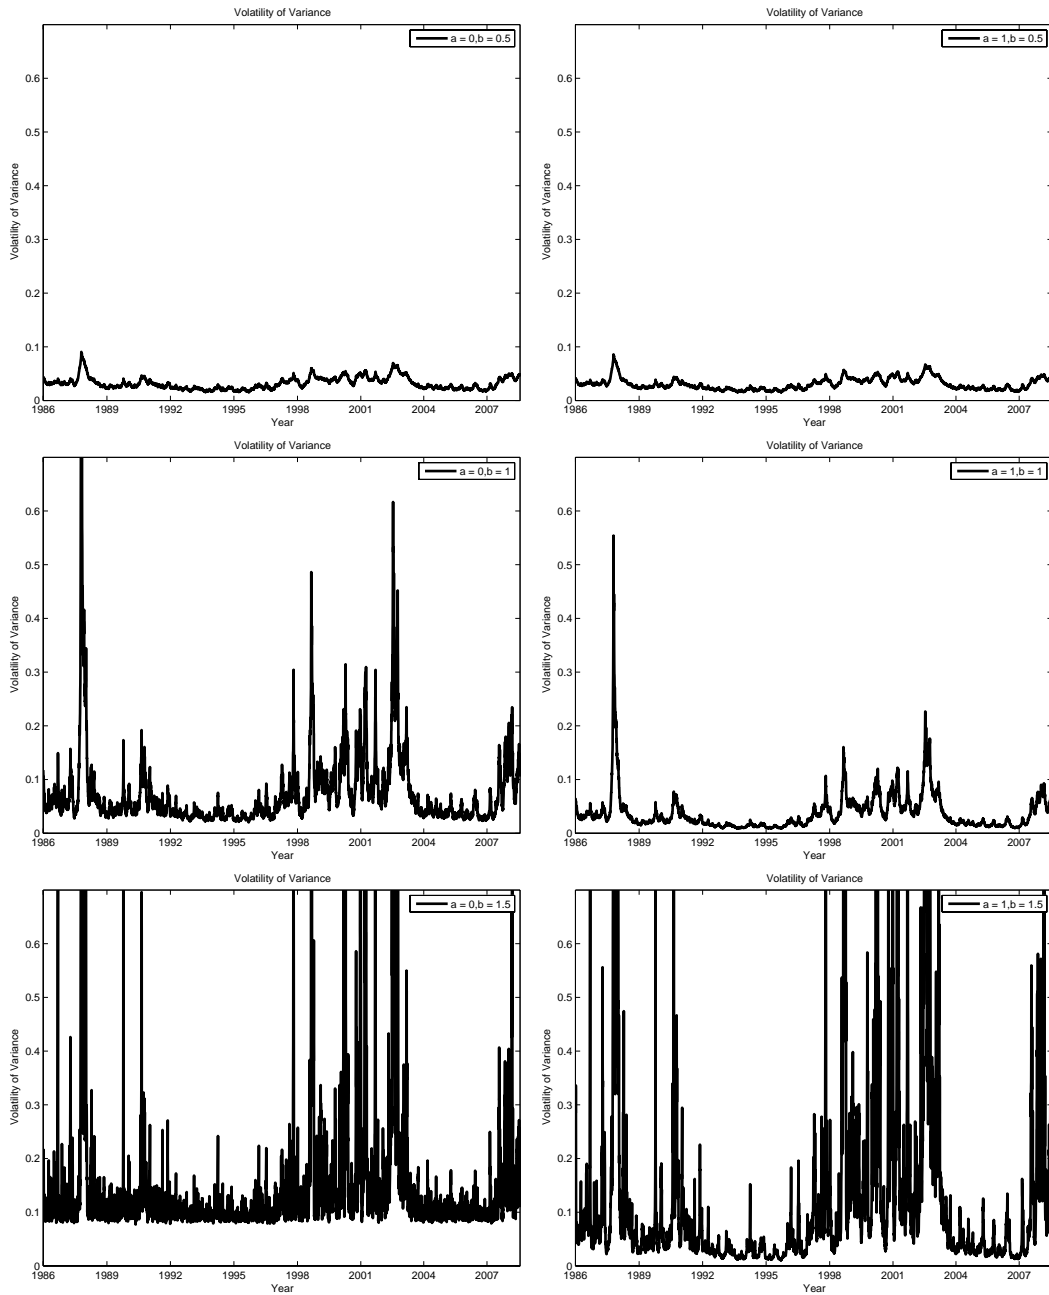 Volatility of Variance
a = 0,b = 0.5
Volatility of Variance
0.6
0.5
0.4
0.3
0.2
0.1
0
1986 1989 1992 1995 1998 2001 2004 2007
Year
Volatility of Variance
a = 1,b = 0.5
Volatility of Variance
0.6
0.5
0.4
0.3
0.2
0.1
0
1986 1989 1992 1995 1998 2001 2004 2007
Year
Volatility of Variance
a = 0,b = 1
Volatility of Variance
0.6
0.5
0.4
0.3
0.2
0.1
0
1986 1989 1992 1995 1998 2001 2004 2007
Year
Volatility of Variance
a = 1,b = 1
Volatility of Variance
0.6
0.5
0.4
0.3
0.2
0.1
0
1986 1989 1992 1995 1998 2001 2004 2007
Year
Volatility of Variance
a = 0,b = 1.5
Volatility of Variance
0.6
0.5
0.4
0.3
0.2
0.1
0
1986 1989 1992 1995 1998 2001 2004 2007
Year
Volatility of Variance
a = 1,b = 1.5
Volatility of Variance
0.6
0.5
0.4
0.3
0.2
0.1
0
1986 1989 1992 1995 1998 2001 2004 2007
Year